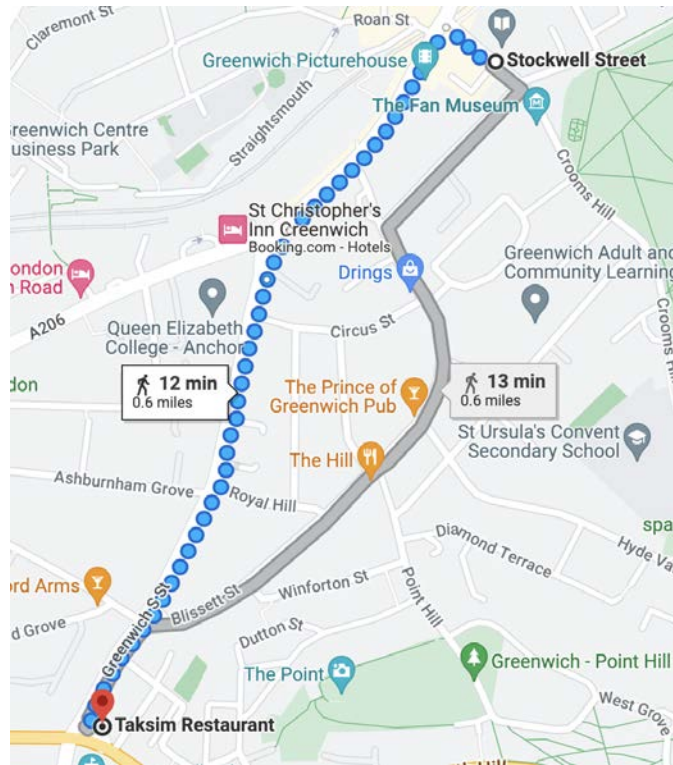 Claremont St
Roan St
Greenwich Picturehouse
Stockwell Street
The Fan Museum
Greenwich Centre
usiness Park
Straightsmouth
Crooms Hill
St Christopher's
Inn Greenwich
Booking.com - Hotels
ondon
n Road
Drings
Greenwich Adult and
Community Learning
Crooms Hill
A206
Queen Elizabeth
College - Anchor
Circus St
12 min
0.6 miles
13 min
0.6 miles
don
The Prince of
Greenwich Pub
St Ursula's Convent
Secondary School
The Hill
Ashburnham Grove
Royal Hill
spa
Diamond Terrace
Hyde Va
ord Arms
Winforton St
Point Hill
Blissett St
d Grove
Greenwich S St
Dutton St
The Point
Greenwich - Point Hill
West Grove
Taksim Restaurant